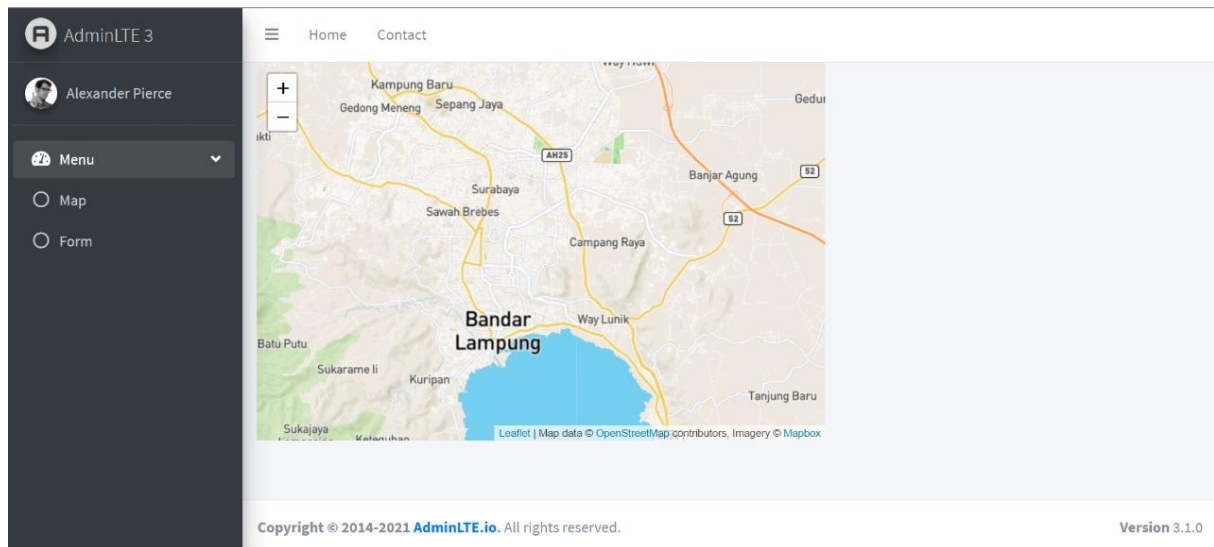 AdminLTE 3
Home Contact
Alexander Pierce
Menu
Map
Form
+
−
Kampung Baru
Gedong Meneng
Sepang Jaya
AH25
Banjar Agung
52
Surabaya
Sawah Brebes
52
Campang Raya
Bandar
Lampung
Way Lunik
Batu Putu
Sukarame Ii
Kuripan
Tanjung Baru
Sukajaya
Leaflet | Map data © OpenStreetMap contributors, Imagery © Mapbox
Copyright © 2014-2021 AdminLTE.io. All rights reserved.
Version 3.1.0